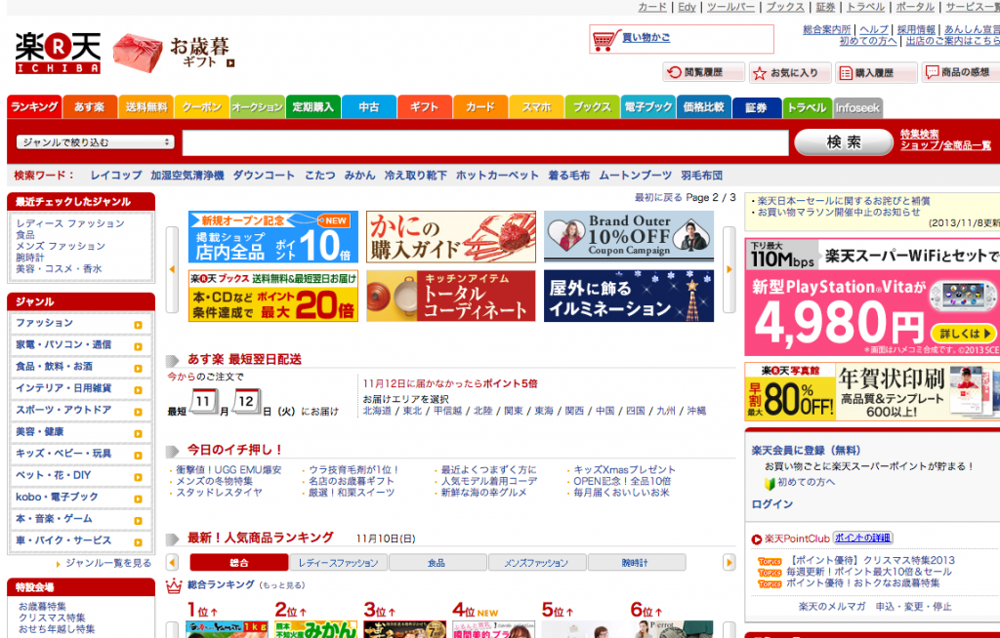 カード | Edy | ツールバー | ブックス | 証券 | トラベル | ポータル | サービス一覧
楽R天
ICHIBA
お歳暮
ギフト
買い物かご
総合案内所 | ヘルプ | 採用情報 | あんしん宣言
初めての方へ | 出店のご案内はこちら
閲覧履歴
お気に入り
購入履歴
商品の感想
ランキング
あす楽
送料無料
クーポン
オークション
定期購入
中古
ギフト
カード
スマホ
ブックス
電子ブック
価格比較
証券
トラベル
Infoseek
ジャンルで絞り込む
検 索
特集検索
ショップ/全商品一覧
検索ワード： レイコップ 加湿空気清浄機 ダウンコート こたつ みかん 冷え取り靴下 ホットカーペット 着る毛布 ムートンブーツ 羽毛布団
最近チェックしたジャンル
レディース ファッション
食品
メンズ ファッション
腕時計
美容・コスメ・香水
ジャンル
ファッション
家電・パソコン・通信
食品・飲料・お酒
インテリア・日用雑貨
スポーツ・アウトドア
美容・健康
キッズ・ベビー・玩具
ペット・花・DIY
kobo・電子ブック
本・音楽・ゲーム
車・バイク・サービス
ジャンル一覧を見る
特設会場
お歳暮特集
クリスマス特集
おせち年越し特集
最初に戻る Page 2 / 3
新規オープン記念 NEW
掲載ショップ
店内全品 ポイント10倍
かにの
購入ガイド
Brand Outer
10%OFF
Coupon Campaign
楽R天 ブックス 送料無料&最短翌日お届け
本・CDなど ポイント
条件達成で 最大20倍
キッチンアイテム
トータル
コーディネート
屋外に飾る
イルミネーション
あす楽 最短翌日配送
今からのご注文で
最短 11 月 12 日（火）にお届け
11月12日に届かなかったらポイント5倍
お届けエリアを選択
北海道 / 東北 / 甲信越 / 北陸 / 関東 / 東海 / 関西 / 中国 / 四国 / 九州 / 沖縄
今日のイチ押し！
衝撃値！UGG EMU爆安
ウラ技育毛剤が1位！
最近よくつまずく方に
キッズXmasプレゼント
メンズの冬物特集
名店のお歳暮ギフト
人気モデル着用コーデ
OPEN記念！全品10倍
スタッドレスタイヤ
厳選！和栗スイーツ
新鮮な海の幸グルメ
毎月届くおいしいお米
最新！人気商品ランキング 11月10日(日)
総合
レディースファッション
食品
メンズファッション
腕時計
総合ランキング（もっと見る）
1位
2位
3位
4位 NEW
5位
6位
1kg
熊本
不知火産
みかん
Pierrot
・楽天日本一セールに関するお詫びと補償
・お買い物マラソン開催中止のお知らせ
(2013/11/8更新
下り最大
110Mbps
楽天スーパーWiFiとセットで
新型PlayStation®Vitaが
4,980円
詳しくは
＊画面はハメコミ合成です。©2013 SCE
楽R天 写真館
早割
最大
80%OFF!
年賀状印刷
高品質&テンプレート
600以上!
楽天会員に登録（無料）
お買い物ごとに楽天スーパーポイントが貯まる！
初めての方へ
ログイン
楽天PointClub ポイントの詳細
TOPICS 【ポイント優待】クリスマス特集2013
TOPICS 毎週更新！ポイント最大10倍＆セール
TOPICS ポイント優待！おトクなお歳暮特集
楽天のメルマガ 申込・変更・停止